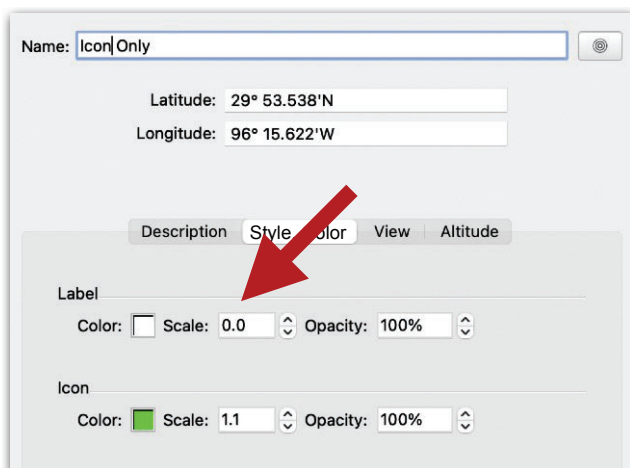 Name: Icon Only
Latitude: 29° 53.538'N
Longitude: 96° 15.622'W
Description Style, Color View Altitude
Label
Color: Scale: 0.0 Opacity: 100%
Icon
Color: Scale: 1.1 Opacity: 100%